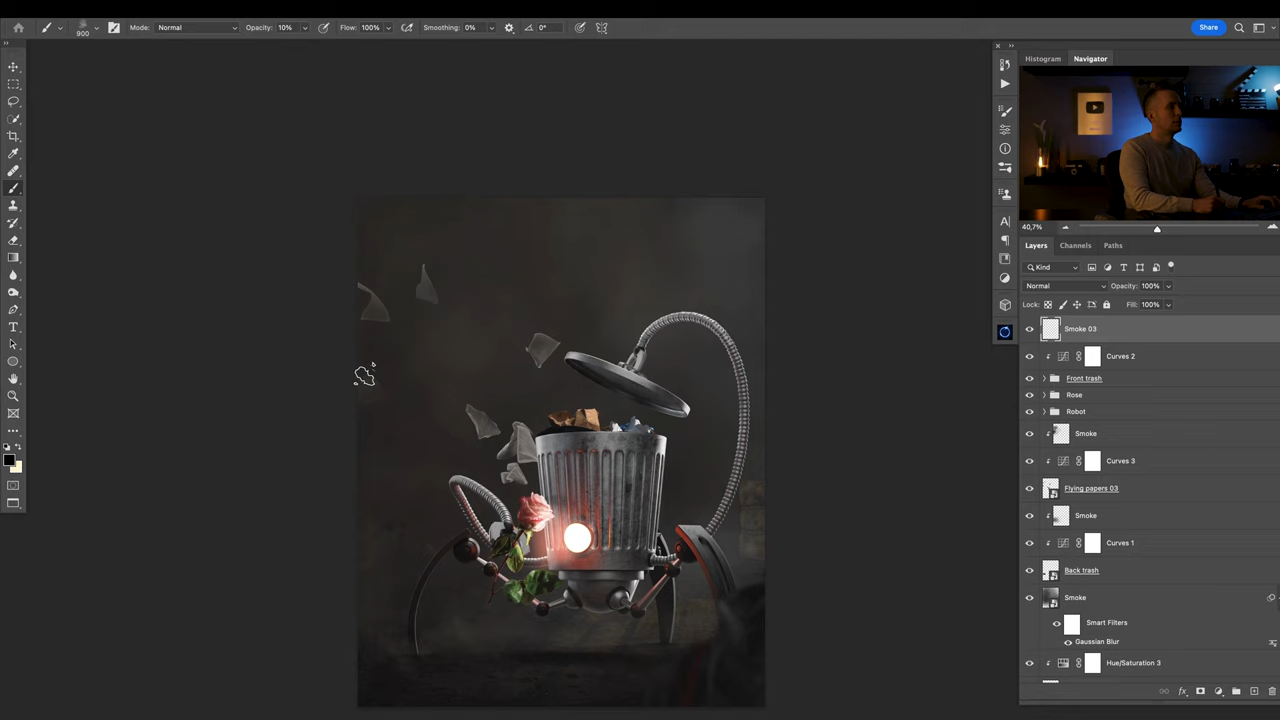 900 Mode: Normal Opacity: 10% Flow: 100% Smoothing: 0% 0° Share
Histogram Navigator
40,7%
Layers Channels Paths
Kind
Normal Opacity: 100%
Lock: Fill: 100%
Smoke 03
Curves 2
Front trash
Rose
Robot
Smoke
Curves 3
Flying papers 03
Smoke
Curves 1
Back trash
Smoke
Smart Filters
Gaussian Blur
Hue/Saturation 3
fx